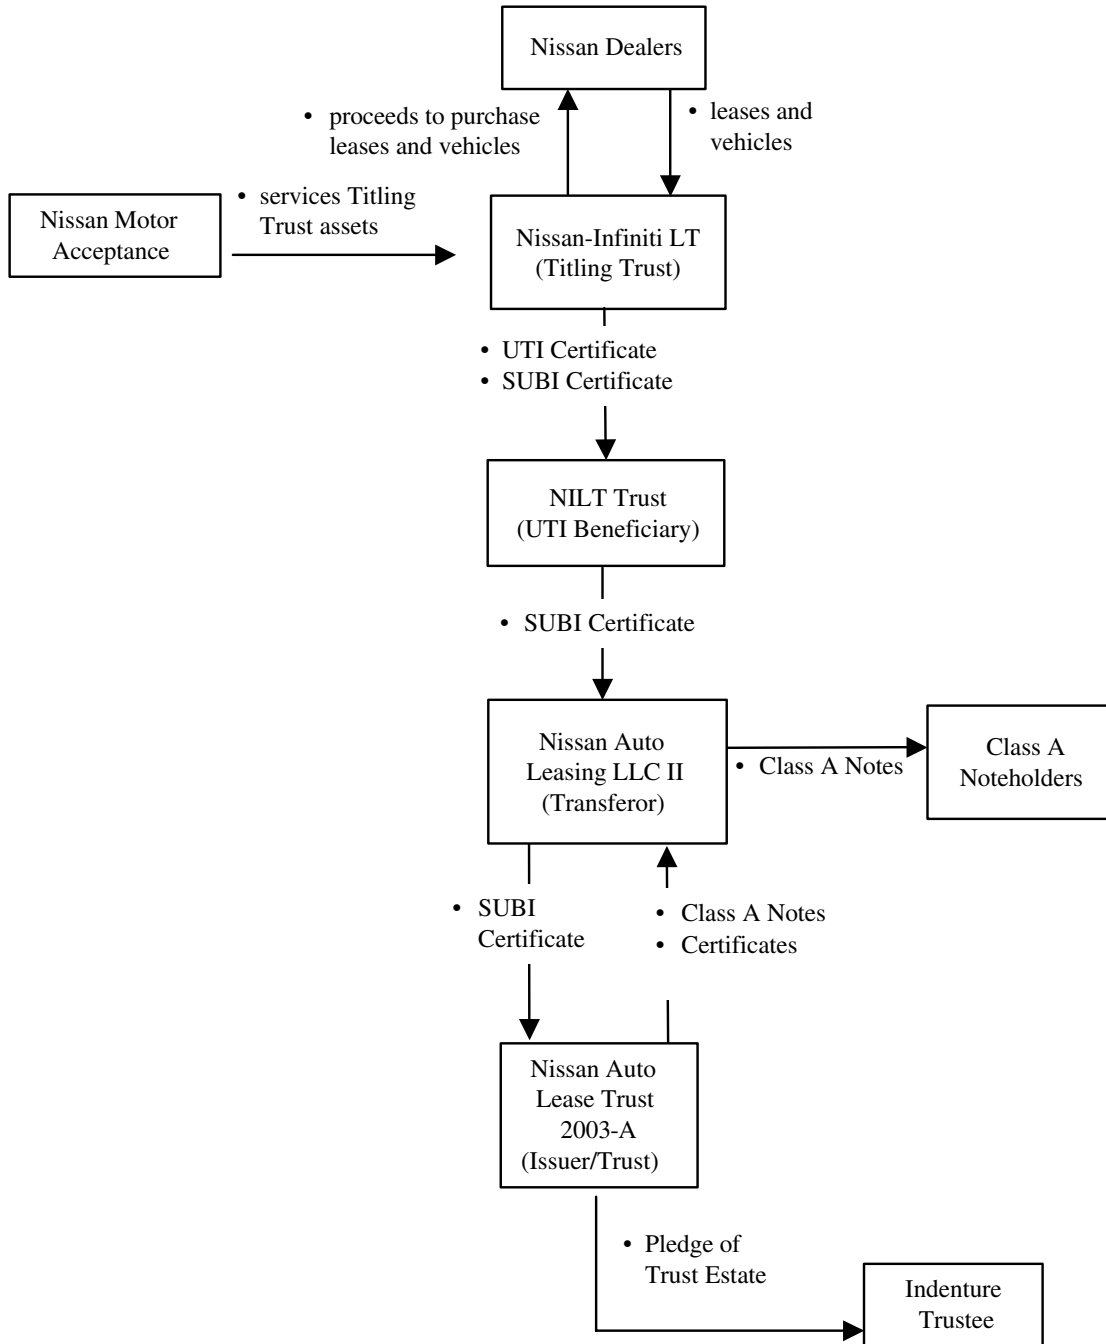 Nissan Dealers
• proceeds to purchase
leases and vehicles
• leases and
vehicles
Nissan Motor
Acceptance
• services Titling
Trust assets
Nissan-Infiniti LT
(Titling Trust)
• UTI Certificate
• SUBI Certificate
NILT Trust
(UTI Beneficiary)
• SUBI Certificate
Nissan Auto
Leasing LLC II
(Transferor)
• Class A Notes
Class A
Noteholders
• SUBI
Certificate
• Class A Notes
• Certificates
Nissan Auto
Lease Trust
2003-A
(Issuer/Trust)
• Pledge of
Trust Estate
Indenture
Trustee